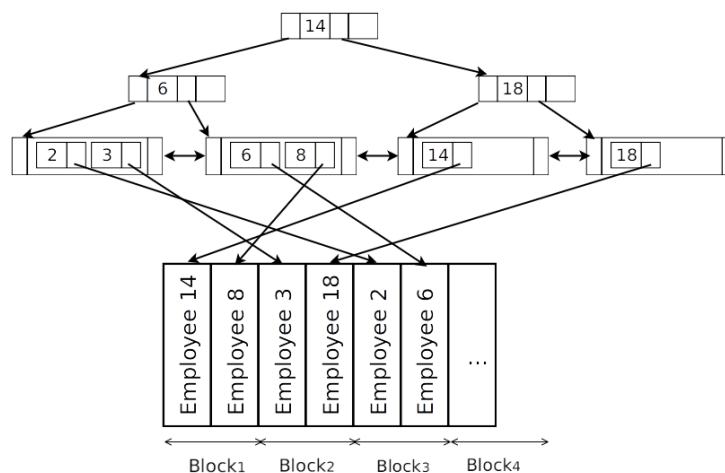 14
6 18
2 3 6 8 14 18
Employee 14
Employee 8
Employee 3
Employee 18
Employee 2
Employee 6
...
Block1 Block2 Block3 Block4